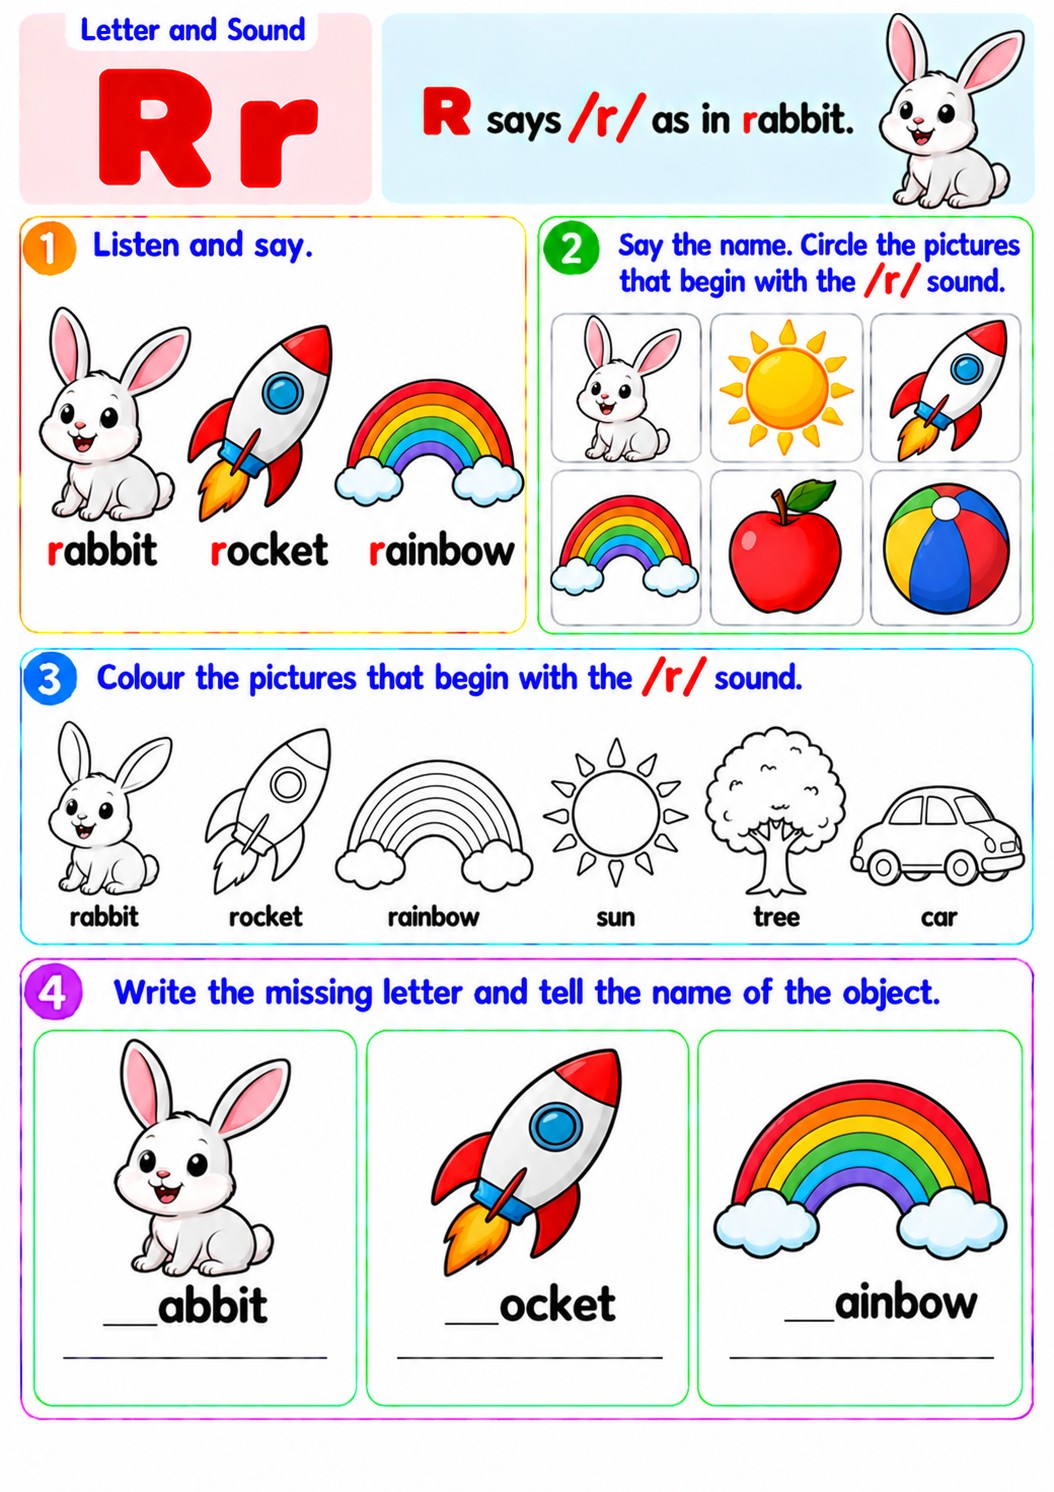 Letter and Sound
R r
R says /r/ as in rabbit.
1 Listen and say.
rabbit rocket rainbow
2 Say the name. Circle the pictures
that begin with the /r/ sound.
3 Colour the pictures that begin with the /r/ sound.
rabbit rocket rainbow sun tree car
4 Write the missing letter and tell the name of the object.
__abbit __ocket __ainbow